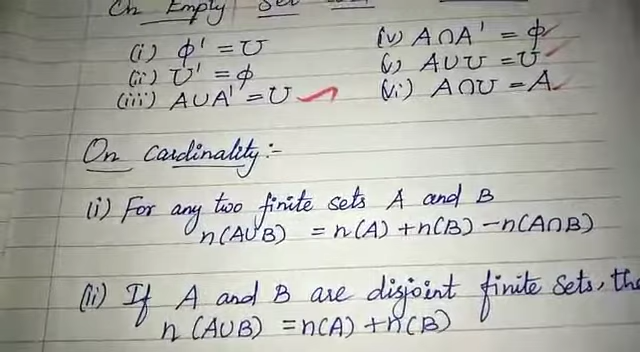 On Empty Set
(i) ϕ' = U
(ii) U' = ϕ
(iii) A∪A' = U
(iv) A∩A' = ϕ
(v) A∪U = U
(vi) A∩U = A
On Cardinality:-
(i) For any two finite sets A and B
n(A∪B) = n(A) + n(B) - n(A∩B)
(ii) If A and B are disjoint finite sets, the
n (A∪B) = n(A) + n(B)